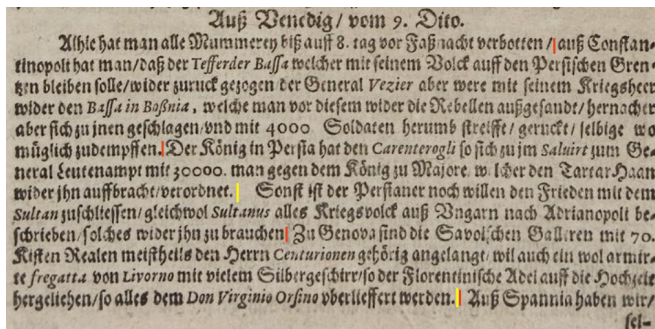 Auß Venedig/ vom 9. Dito.
Alhie hat man alle Mummerey biß auff 8. tag vor Faßnacht verbotten/ auß Constan-
tinopolt hat man/ daß der Tefferder Bassa welcher mit seinem Volck auff den Persischen Gren-
tzen bleiben solle/ wider zuruck gezogen der General Vezier aber were mit seinem Kriegsheer
wider den Bassa in Boßnia, welche man vor diesem wider die Rebellen außgesandt/ hernacher
aber sich zu jnen geschlagen/ vnd mit 4000 Soldaten herumb streifft/ geruckt/ selbige wo
müglich zudempffen. Der König in Persia hat den Carenterogli so sich zu jm Saluirt zum Ge-
neral Leutenampt mit 30000. man gegen dem König zu Majore, welcher den Tartar Haan
wider jhn auffbracht/ verordnet. Sonst ist der Persianer noch willen den Frieden mit dem
Sultan zuschliessen/ gleichwol Sultanus alles Kriegsvolck auß Vngarn nach Adrianopoli be-
schrieben/ solches wider jhn zu brauchen Zu Genova sind die Savoischen Galleren mit 70.
Kisten Realen meistheils den Herrn Centurionen gehörig angelangt/ wil auch ein wol armir-
te fregatta von Livorno mit vielem Silbergeschirr/ so der Florentinische Adel auff die Hochzeit
hergeliehen/ so alles dem Don Virginio Orsino vberlieffert werden. Auß Spannia haben wir/
sel-